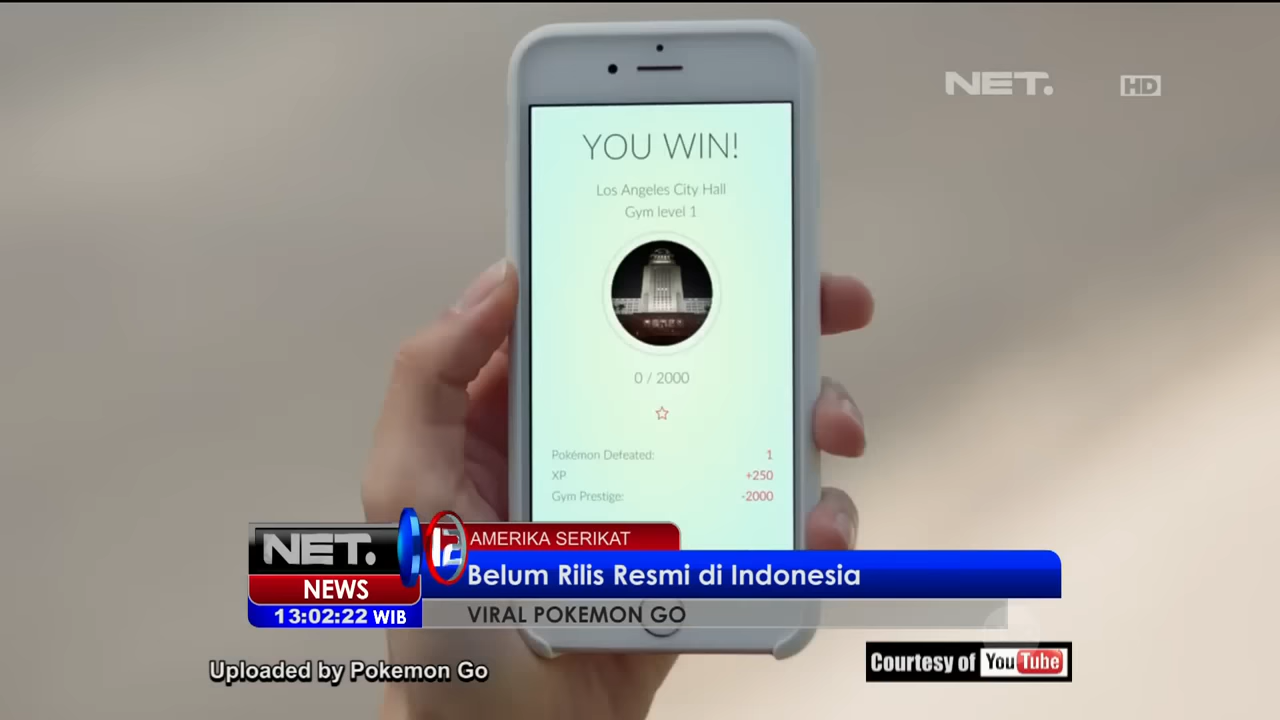 NET.
HD
YOU WIN!
Los Angeles City Hall
Gym level 1
0 / 2000
Pokémon Defeated: 1
XP +250
Gym Prestige: -2000
NET.
12
AMERIKA SERIKAT
Belum Rilis Resmi di Indonesia
NEWS
13:02:22 WIB
VIRAL POKEMON GO
Uploaded by Pokemon Go
Courtesy of YouTube